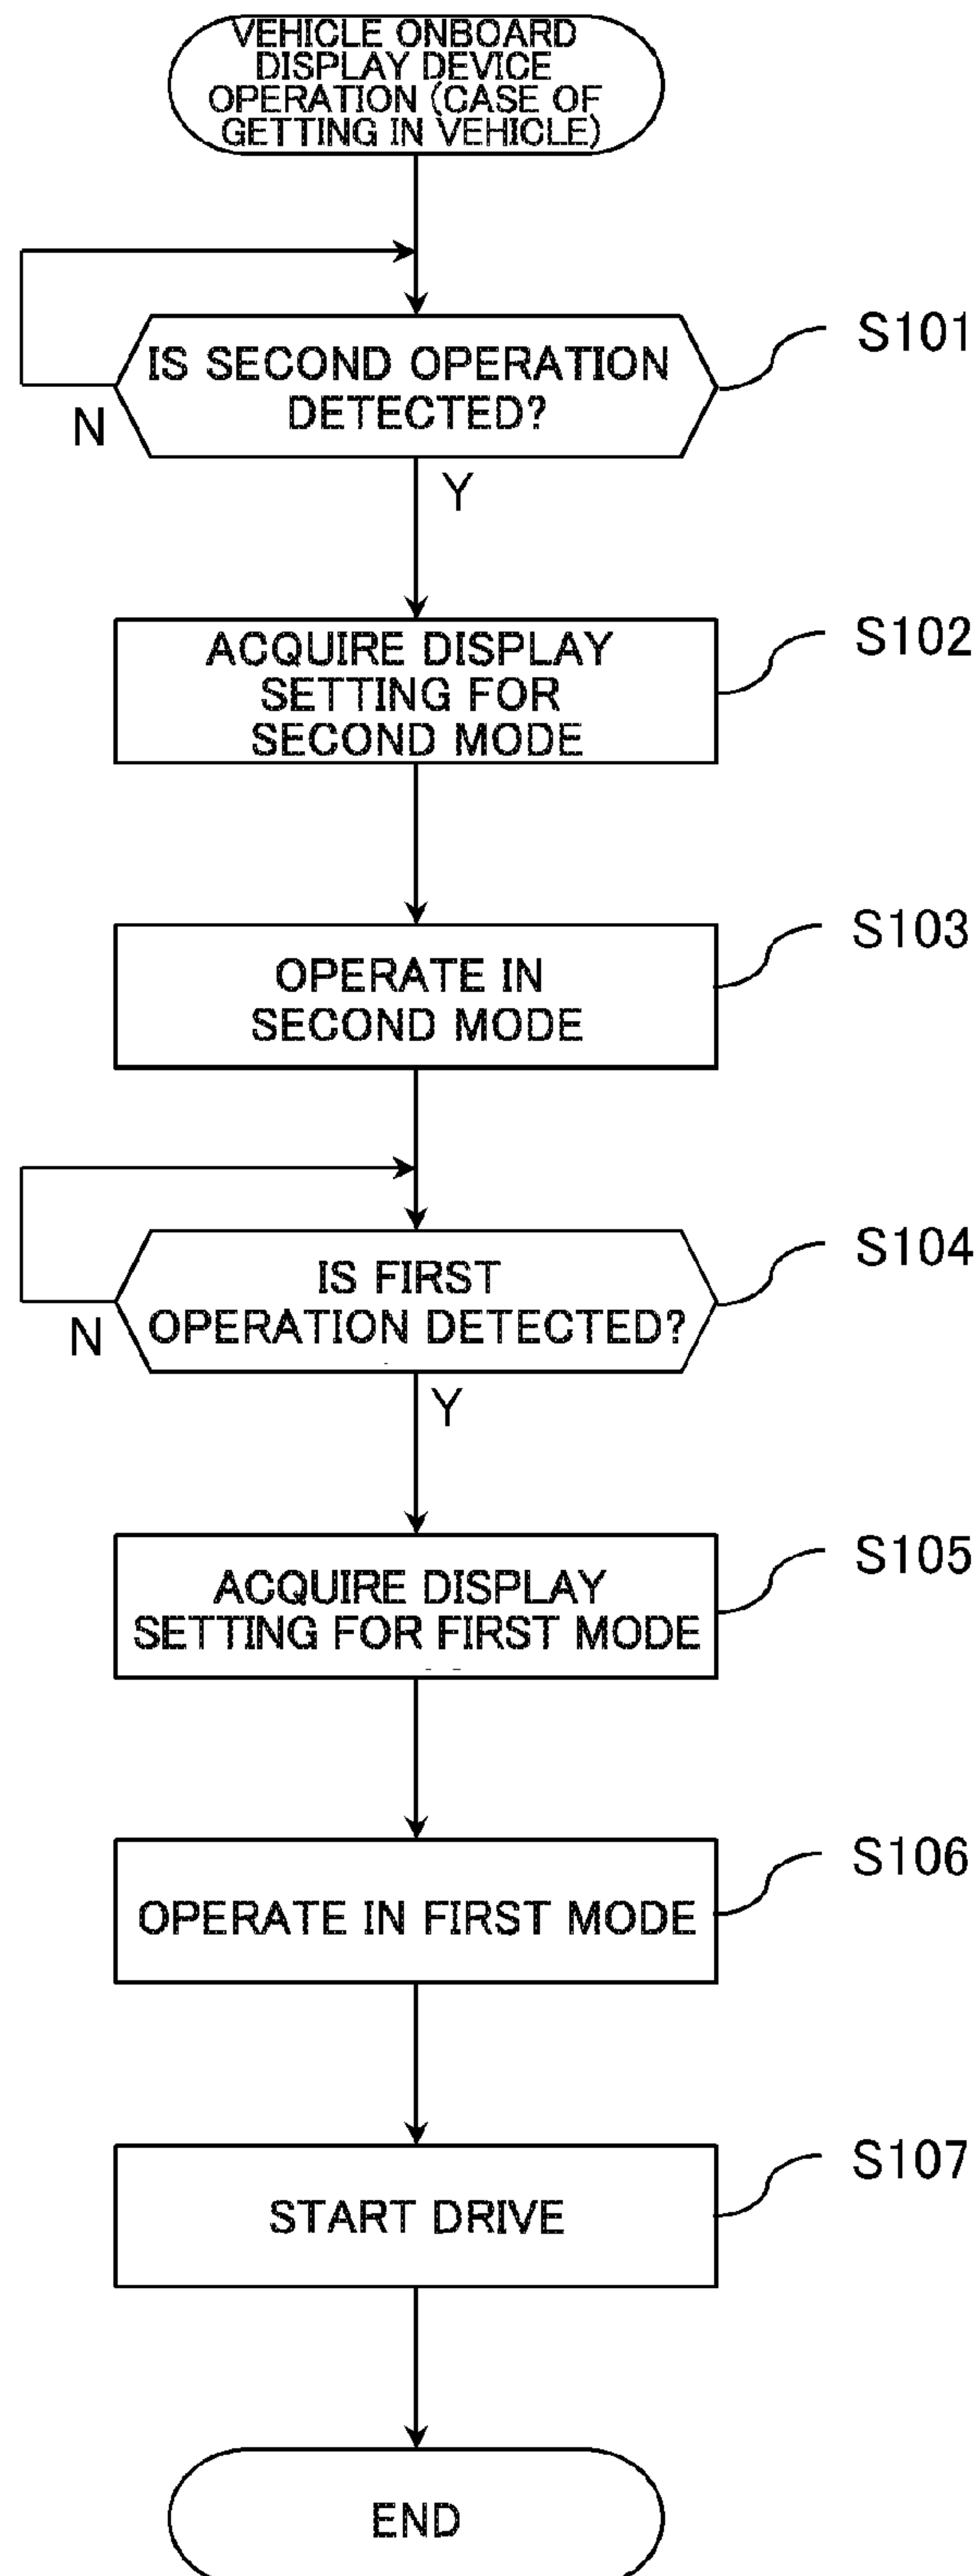 VEHICLE ONBOARD
DISPLAY DEVICE
OPERATION (CASE OF
GETTING IN VEHICLE)
IS SECOND OPERATION
DETECTED?
S101
N
Y
ACQUIRE DISPLAY
SETTING FOR
SECOND MODE
S102
OPERATE IN
SECOND MODE
S103
IS FIRST
OPERATION DETECTED?
S104
N
Y
ACQUIRE DISPLAY
SETTING FOR FIRST MODE
S105
OPERATE IN FIRST MODE
S106
START DRIVE
S107
END